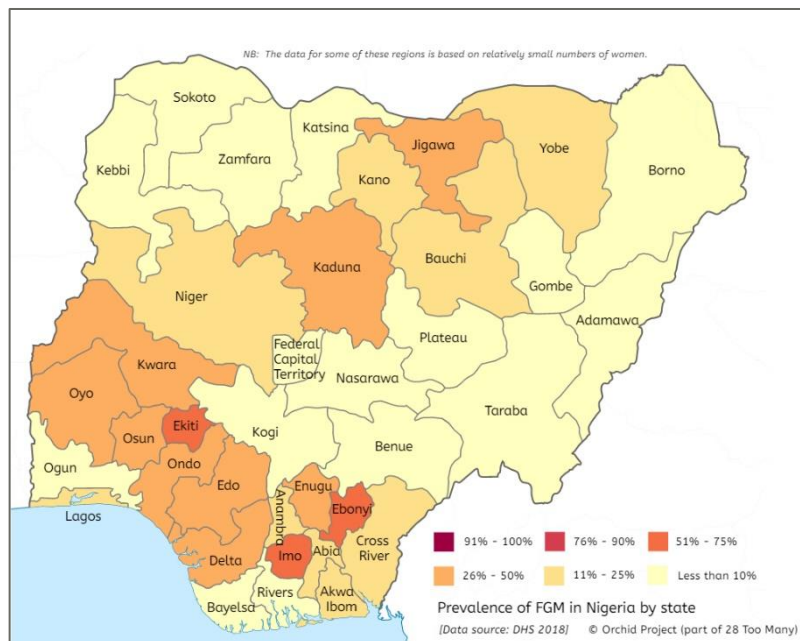 NB: The data for some of these regions is based on relatively small numbers of women.
Sokoto
Katsina
Jigawa
Yobe
Borno
Kebbi
Zamfara
Kano
Kaduna
Bauchi
Gombe
Niger
Adamawa
Plateau
Federal
Capital
Territory
Kwara
Nasarawa
Oyo
Taraba
Ekiti
Kogi
Osun
Benue
Ogun
Ondo
Edo
Enugu
Anambra
Ebonyi
Lagos
Delta
Imo
Abia
Cross
River
Rivers
Akwa
Ibom
Bayelsa
91% - 100%
76% - 90%
51% - 75%
26% - 50%
11% - 25%
Less than 10%
Prevalence of FGM in Nigeria by state
[Data source: DHS 2018] © Orchid Project (part of 28 Too Many)